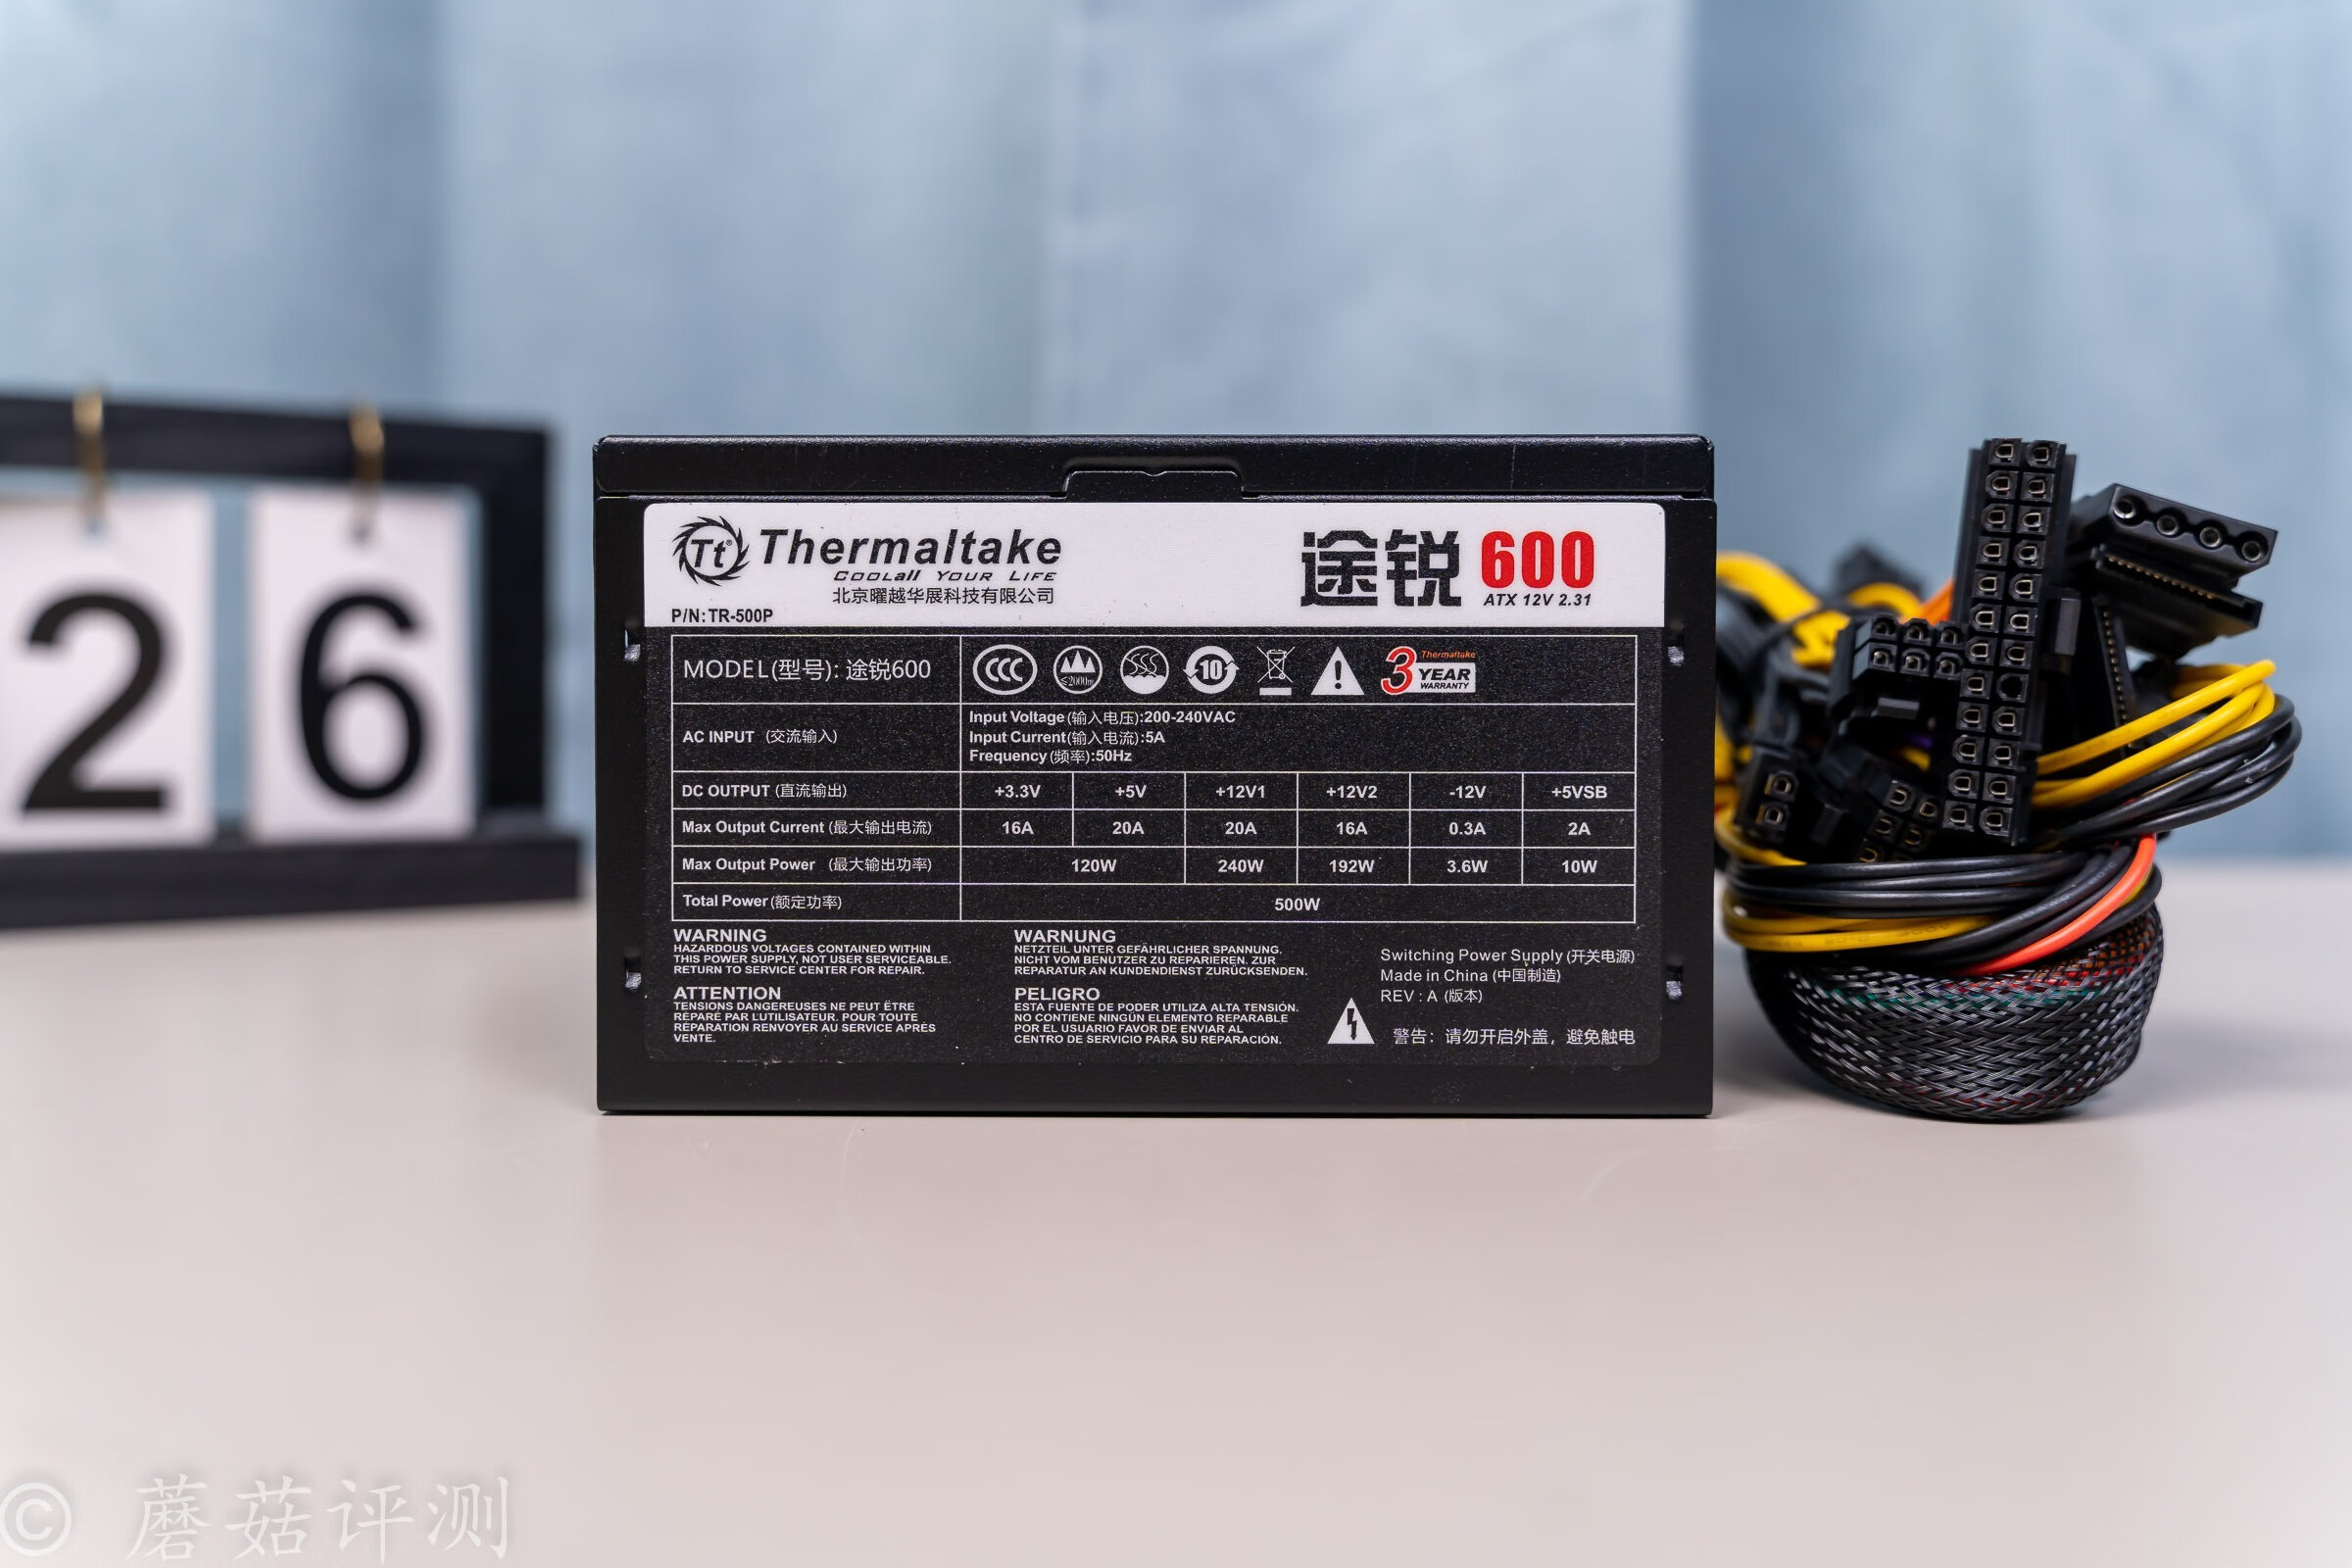 2 6
Tt® Thermaltake
COOLall YOUR LIFE
北京曜越华展科技有限公司
P/N: TR-500P
途锐 600
ATX 12V 2.31
MODEL(型号): 途锐600
CCC ≤2000m 10 3 Thermaltake YEAR WARRANTY
AC INPUT (交流输入)
Input Voltage(输入电压):200-240VAC
Input Current(输入电流):5A
Frequency(频率):50Hz
DC OUTPUT (直流输出) +3.3V +5V +12V1 +12V2 -12V +5VSB
Max Output Current (最大输出电流) 16A 20A 20A 16A 0.3A 2A
Max Output Power (最大输出功率) 120W 240W 192W 3.6W 10W
Total Power(额定功率) 500W
WARNING
HAZARDOUS VOLTAGES CONTAINED WITHIN
THIS POWER SUPPLY, NOT USER SERVICEABLE.
RETURN TO SERVICE CENTER FOR REPAIR.
ATTENTION
TENSIONS DANGEREUSES NE PEUT ËTRE
RÉPARÉ PAR L'UTILISATEUR. POUR TOUTE
RÉPARATION RENVOYER AU SERVICE APRÈS
VENTE.
WARNUNG
NETZTEIL UNTER GEFÄHRLICHER SPANNUNG.
NICHT VOM BENUTZER ZU REPARIEREN. ZUR
REPARATUR AN KUNDENDIENST ZURÜCKSENDEN.
PELIGRO
ESTA FUENTE DE PODER UTILIZA ALTA TENSIÓN.
NO CONTIENE NINGÚN ELEMENTO REPARABLE
POR EL USUARIO FAVOR DE ENVIAR AL
CENTRO DE SERVICIO PARA SU REPARACIÓN.
Switching Power Supply (开关电源)
Made in China (中国制造)
REV : A (版本)
警告：请勿开启外盖，避免触电
© 蘑菇评测